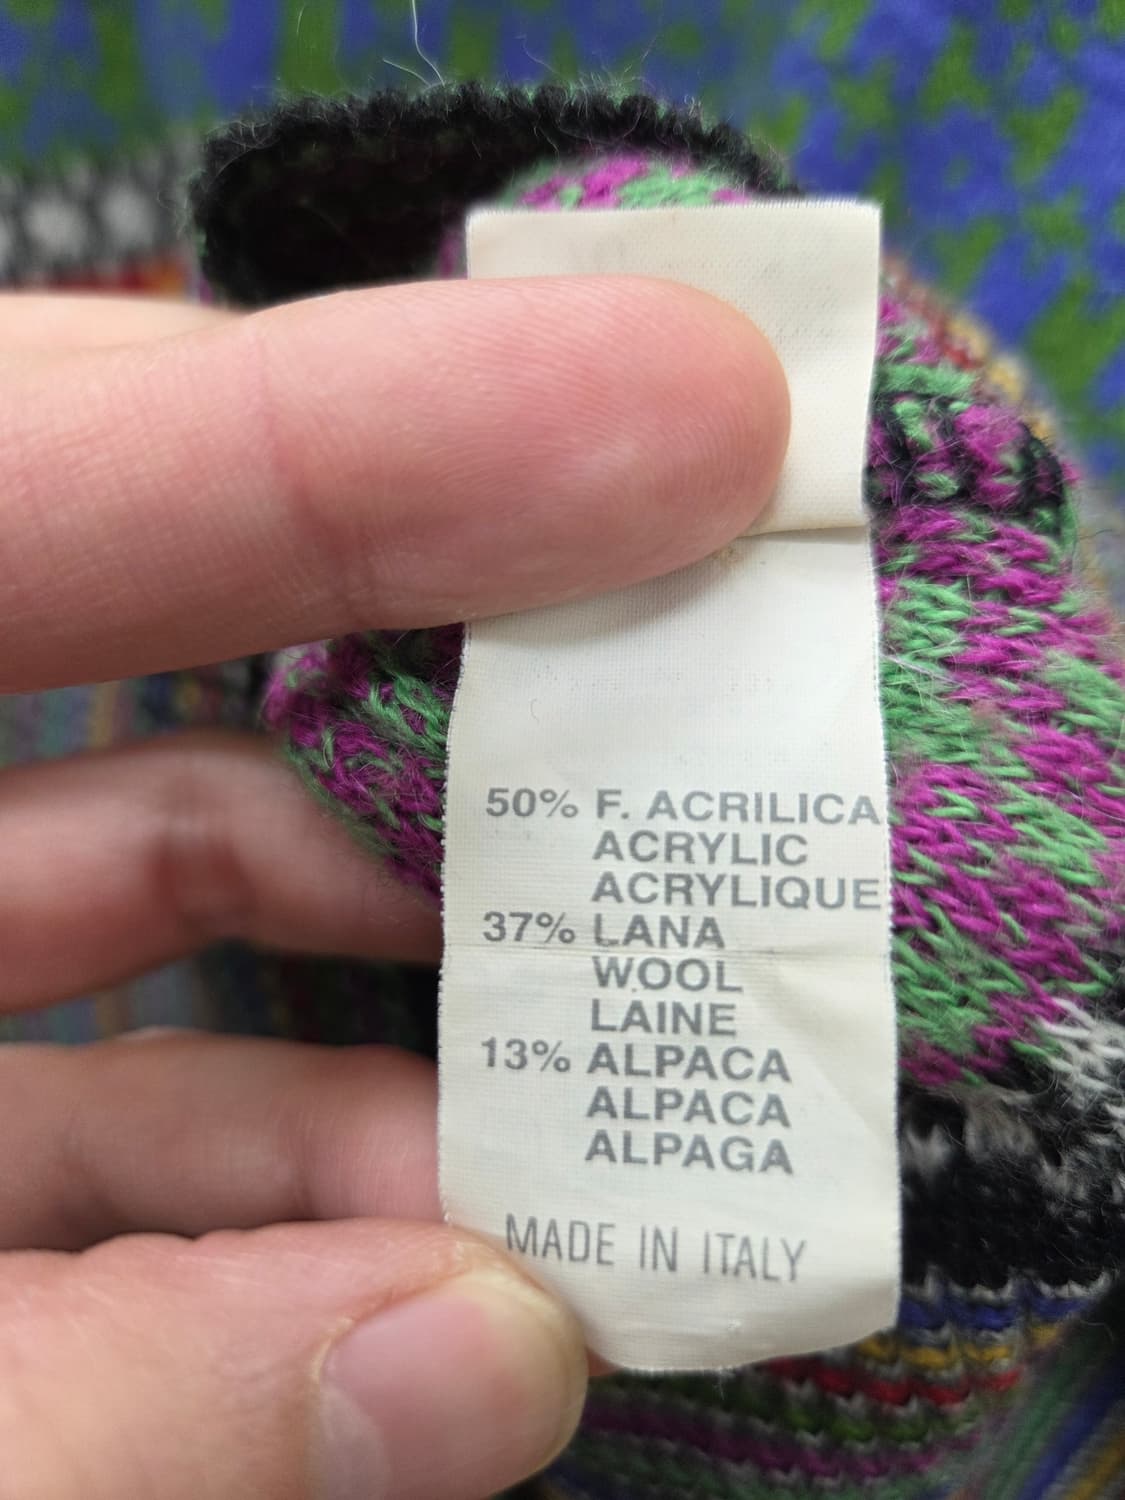 50% F. ACRILICA
ACRYLIC
ACRYLIQUE
37% LANA
WOOL
LAINE
13% ALPACA
ALPACA
ALPAGA
MADE IN ITALY